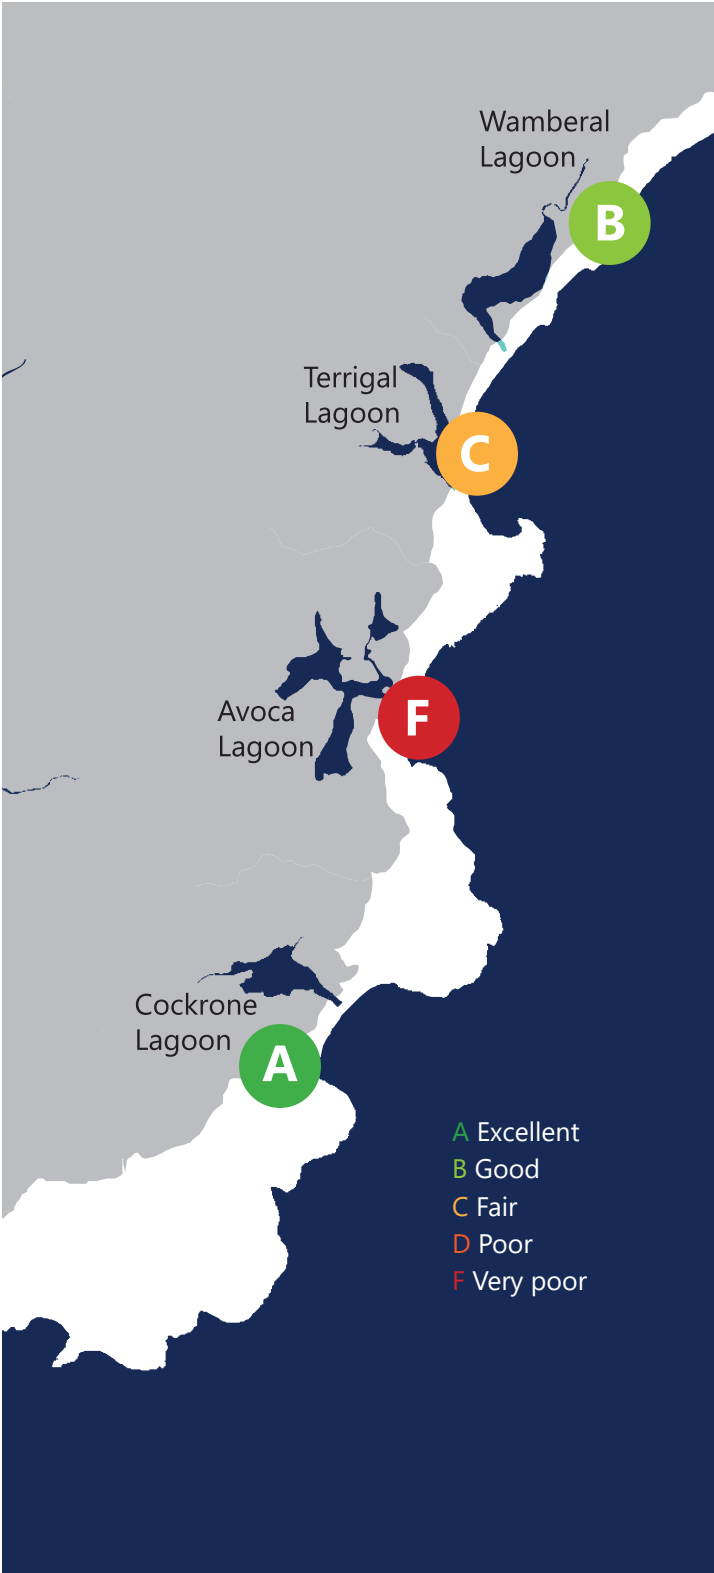 Wamberal
Lagoon
B
Terrigal
Lagoon
C
Avoca
Lagoon
F
Cockrone
Lagoon
A
A Excellent
B Good
C Fair
D Poor
F Very poor